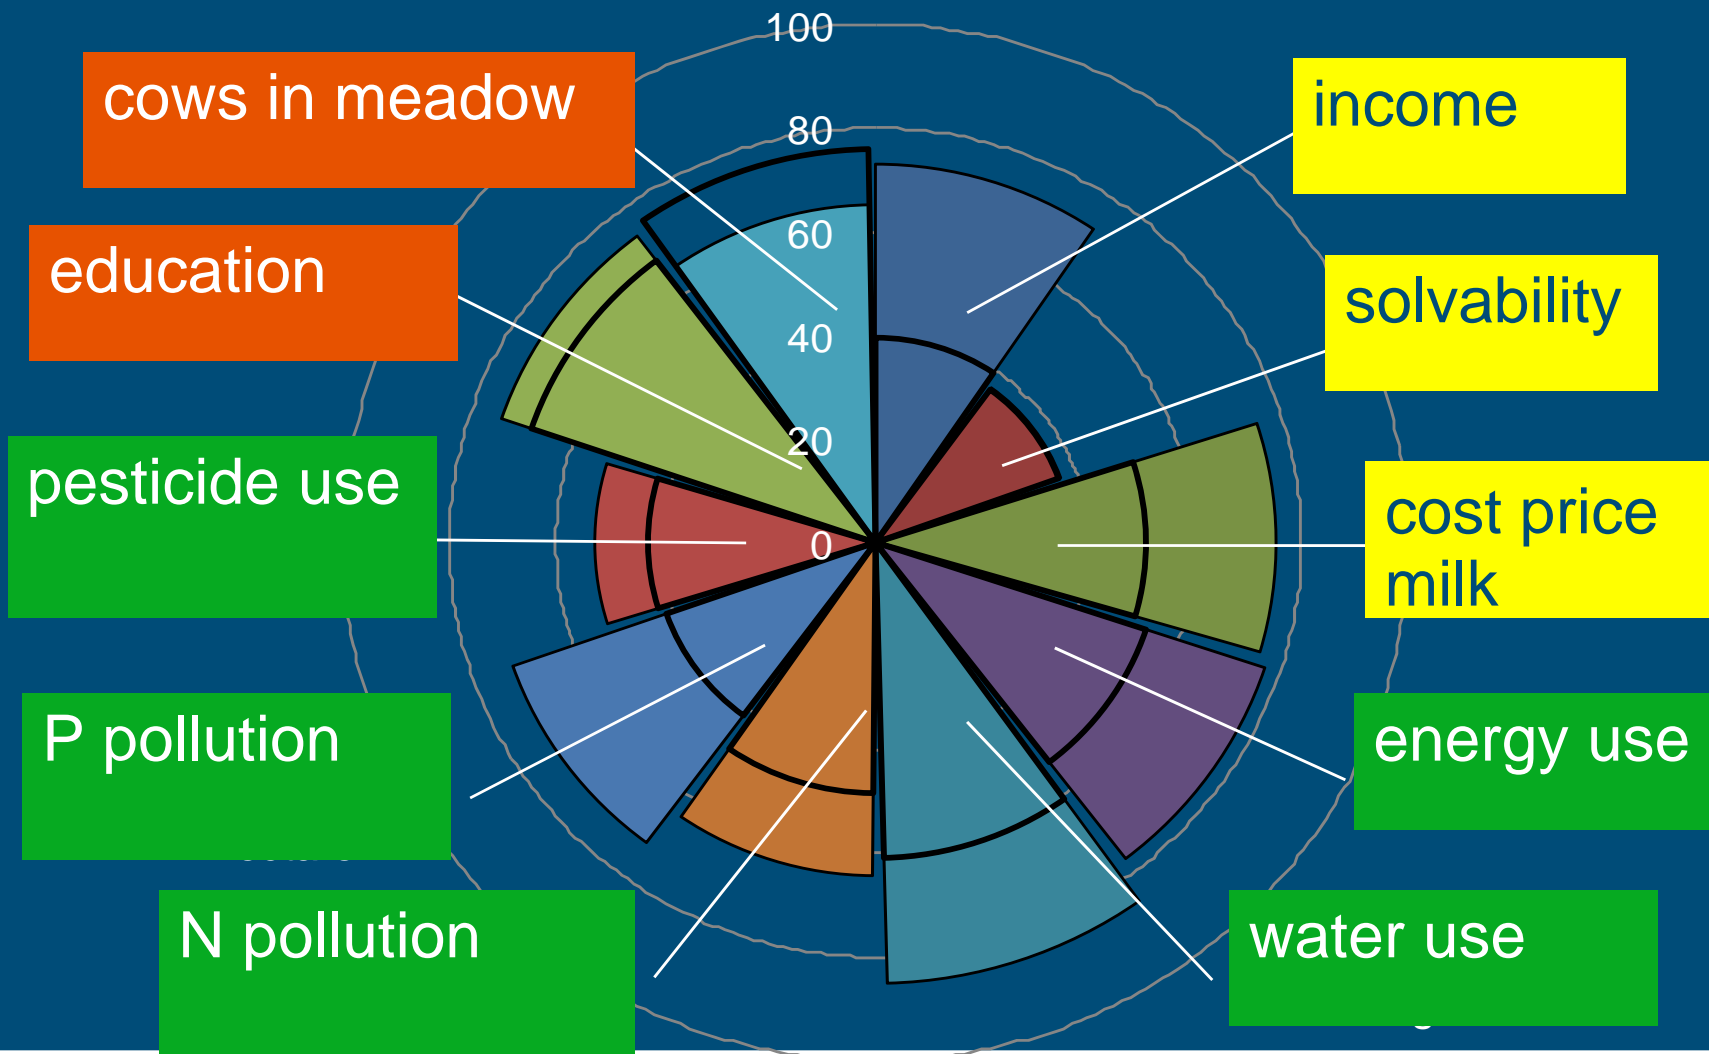 100
80
60
40
20
0
cows in meadow
education
pesticide use
P pollution
N pollution
income
solvability
cost price
milk
energy use
water use